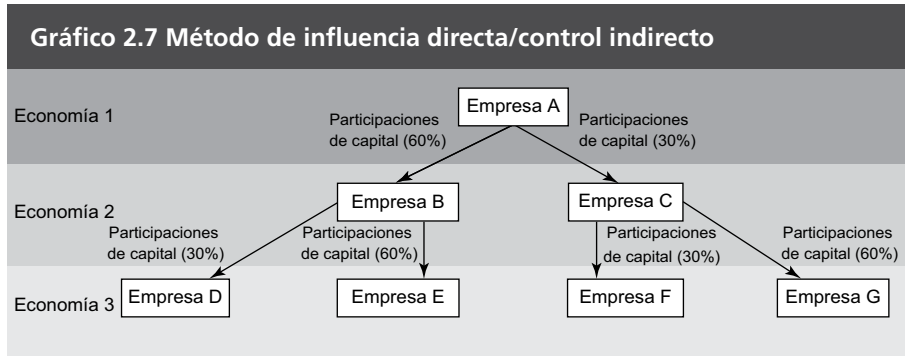 Gráfico 2.7 Método de influencia directa/control indirecto
Economía 1
Empresa A
Participaciones
de capital (60%)
Participaciones
de capital (30%)
Economía 2
Empresa B
Empresa C
Participaciones
de capital (30%)
Participaciones
de capital (60%)
Participaciones
de capital (30%)
Participaciones
de capital (60%)
Economía 3
Empresa D
Empresa E
Empresa F
Empresa G